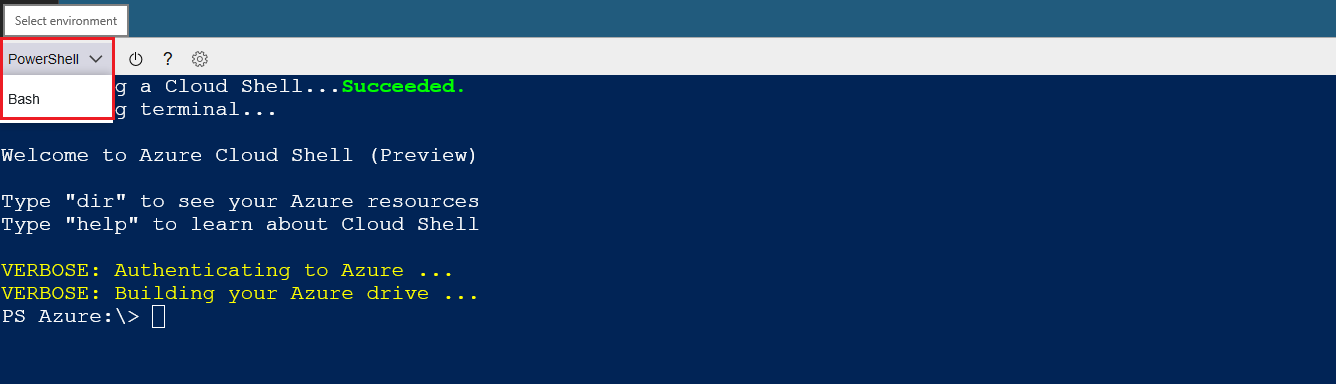 Select environment
PowerShell
?
Bash
g a Cloud Shell...Succeeded.
g terminal...
Welcome to Azure Cloud Shell (Preview)
Type "dir" to see your Azure resources
Type "help" to learn about Cloud Shell
VERBOSE: Authenticating to Azure ...
VERBOSE: Building your Azure drive ...
PS Azure:\>